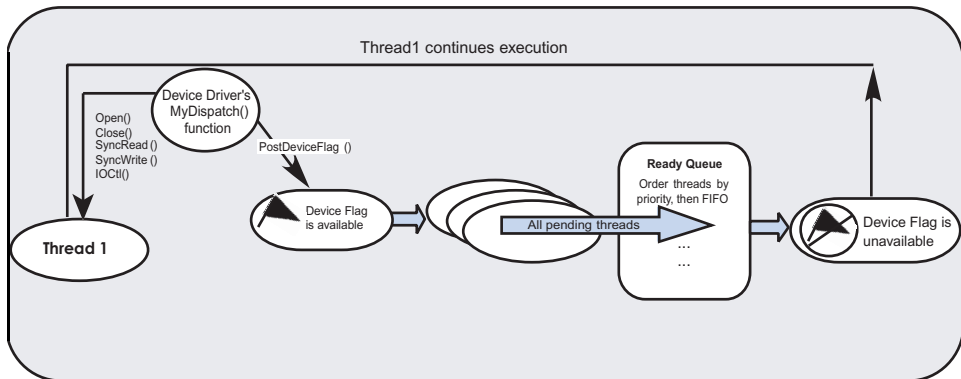 Thread1 continues execution
Device Driver's
MyDispatch()
function
Open()
Close()
SyncRead ()
SyncWrite ()
IOCtl()
PostDeviceFlag ()
Thread 1
Device Flag
is available
All pending threads
Ready Queue
Order threads by
priority, then FIFO
...
...
Device Flag is
unavailable